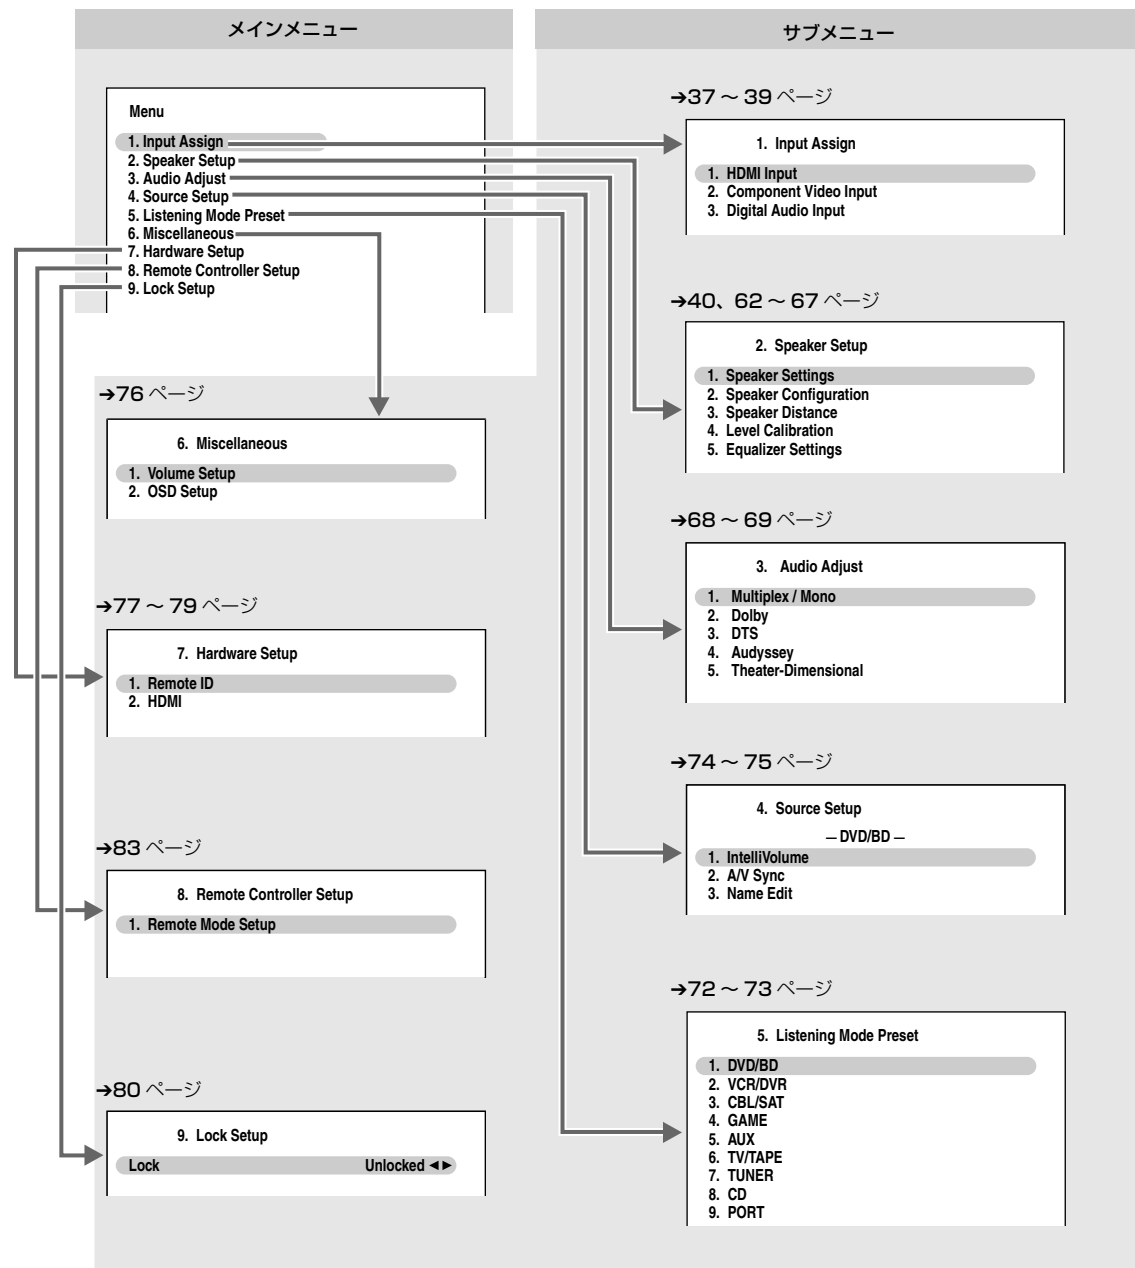 メインメニュー
Menu
1. Input Assign
2. Speaker Setup
3. Audio Adjust
4. Source Setup
5. Listening Mode Preset
6. Miscellaneous
7. Hardware Setup
8. Remote Controller Setup
9. Lock Setup
サブメニュー
➔37 ～ 39 ページ
1. Input Assign
1. HDMI Input
2. Component Video Input
3. Digital Audio Input
➔40、62 ～ 67 ページ
2. Speaker Setup
1. Speaker Settings
2. Speaker Configuration
3. Speaker Distance
4. Level Calibration
5. Equalizer Settings
➔68 ～ 69 ページ
3. Audio Adjust
1. Multiplex / Mono
2. Dolby
3. DTS
4. Audyssey
5. Theater-Dimensional
➔74 ～ 75 ページ
4. Source Setup
— DVD/BD —
1. IntelliVolume
2. A/V Sync
3. Name Edit
➔72 ～ 73 ページ
5. Listening Mode Preset
1. DVD/BD
2. VCR/DVR
3. CBL/SAT
4. GAME
5. AUX
6. TV/TAPE
7. TUNER
8. CD
9. PORT
➔76 ページ
6. Miscellaneous
1. Volume Setup
2. OSD Setup
➔77 ～ 79 ページ
7. Hardware Setup
1. Remote ID
2. HDMI
➔83 ページ
8. Remote Controller Setup
1. Remote Mode Setup
➔80 ページ
9. Lock Setup
Lock Unlocked ◄►